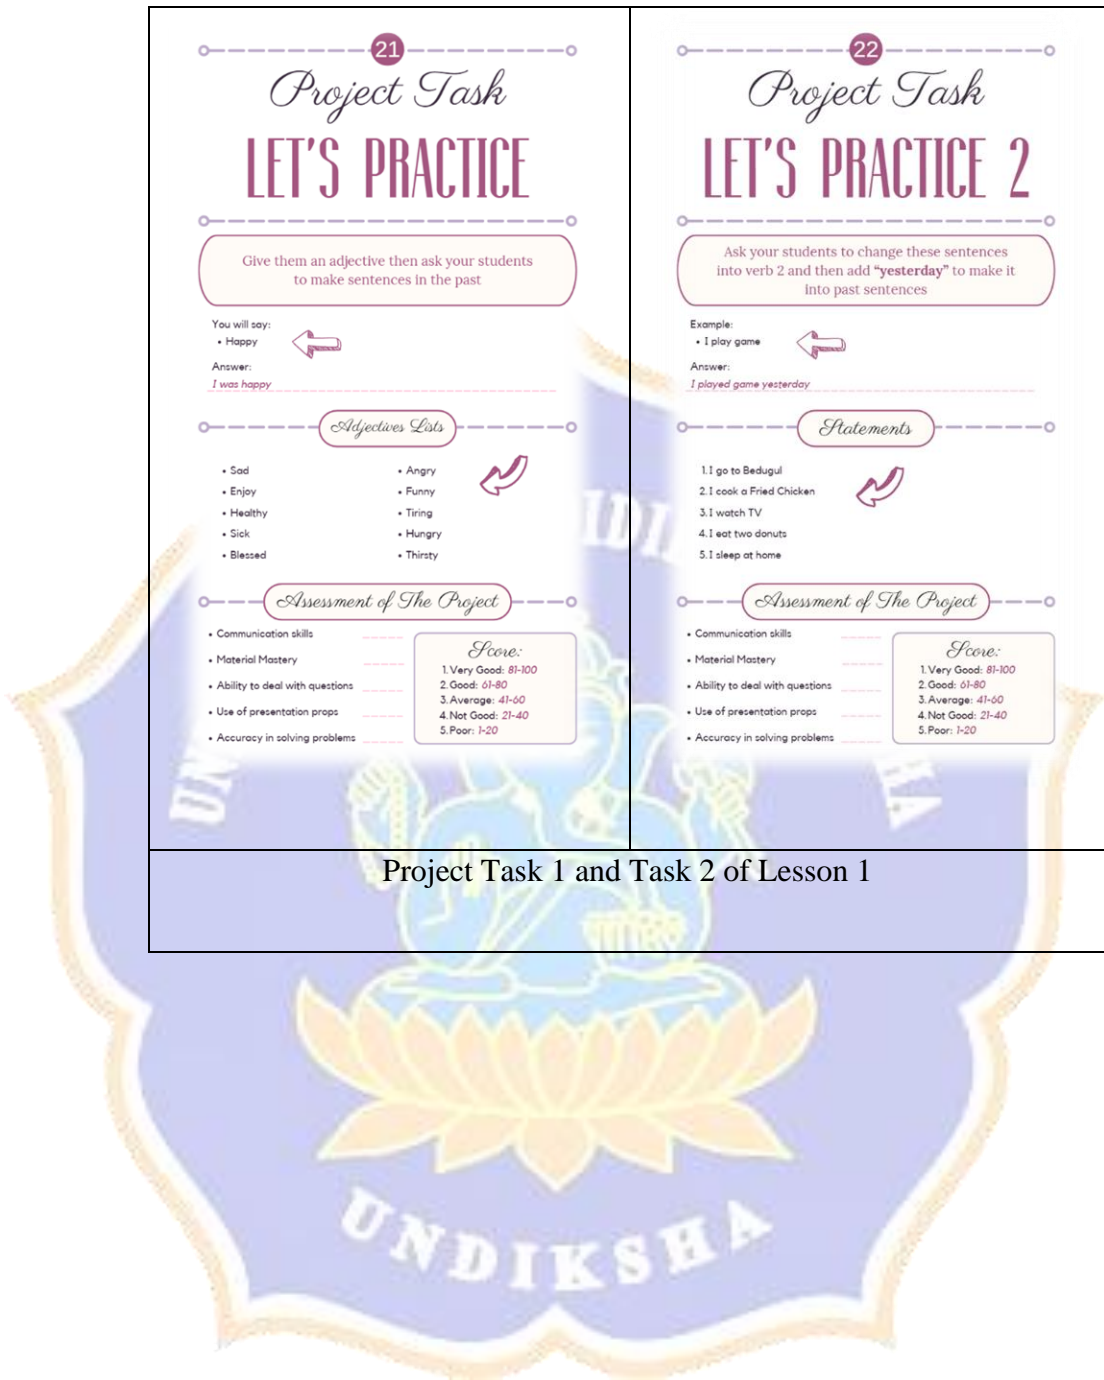 21
Project Task
LET'S PRACTICE
Give them an adjective then ask your students
to make sentences in the past
You will say:
• Happy
Answer:
I was happy
Adjectives Lists
• Sad
• Enjoy
• Healthy
• Sick
• Blessed
• Angry
• Funny
• Tiring
• Hungry
• Thirsty
Assessment of The Project
• Communication skills
• Material Mastery
• Ability to deal with questions
• Use of presentation props
• Accuracy in solving problems
Score:
1. Very Good: 81-100
2. Good: 61-80
3. Average: 41-60
4. Not Good: 21-40
5. Poor: 1-20
22
Project Task
LET'S PRACTICE 2
Ask your students to change these sentences
into verb 2 and then add "yesterday" to make it
into past sentences
Example:
• I play game
Answer:
I played game yesterday
Statements
1. I go to Bedugul
2. I cook a Fried Chicken
3. I watch TV
4. I eat two donuts
5. I sleep at home
Assessment of The Project
• Communication skills
• Material Mastery
• Ability to deal with questions
• Use of presentation props
• Accuracy in solving problems
Score:
1. Very Good: 81-100
2. Good: 61-80
3. Average: 41-60
4. Not Good: 21-40
5. Poor: 1-20
Project Task 1 and Task 2 of Lesson 1
UNDIKSHA